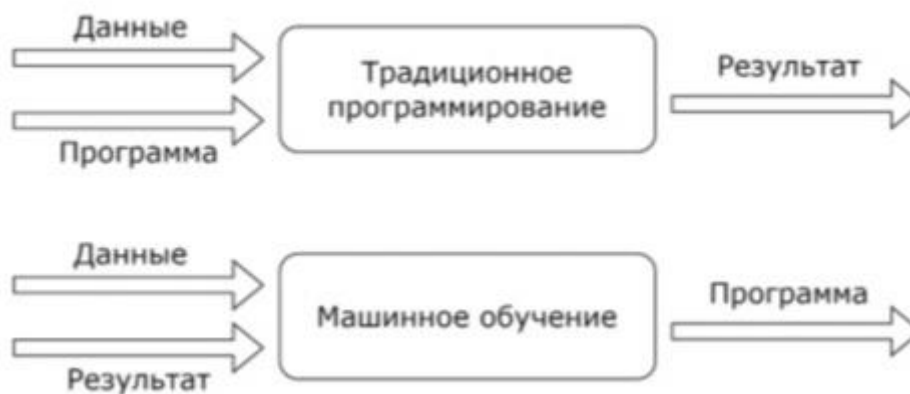 Данные
Традиционное
программирование
Результат
Программа
Данные
Машинное обучение
Программа
Результат